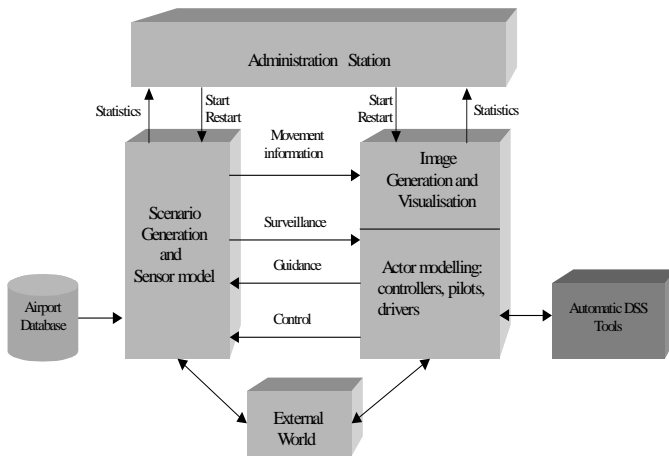 Administration Station
Statistics
Start
Restart
Start
Restart
Statistics
Movement
information
Image
Generation and
Visualisation
Scenario
Generation
and
Sensor model
Surveillance
Guidance
Control
Actor modelling:
controllers, pilots,
drivers
Airport
Database
Automatic DSS
Tools
External
World